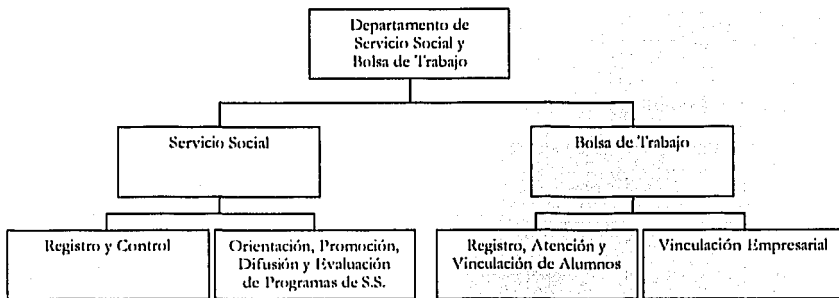 Departamento de
Servicio Social y
Bolsa de Trabajo
Servicio Social
Bolsa de Trabajo
Registro y Control
Orientación, Promoción,
Difusión y Evaluación
de Programas de S.S.
Registro, Atención y
Vinculación de Alumnos
Vinculación Empresarial